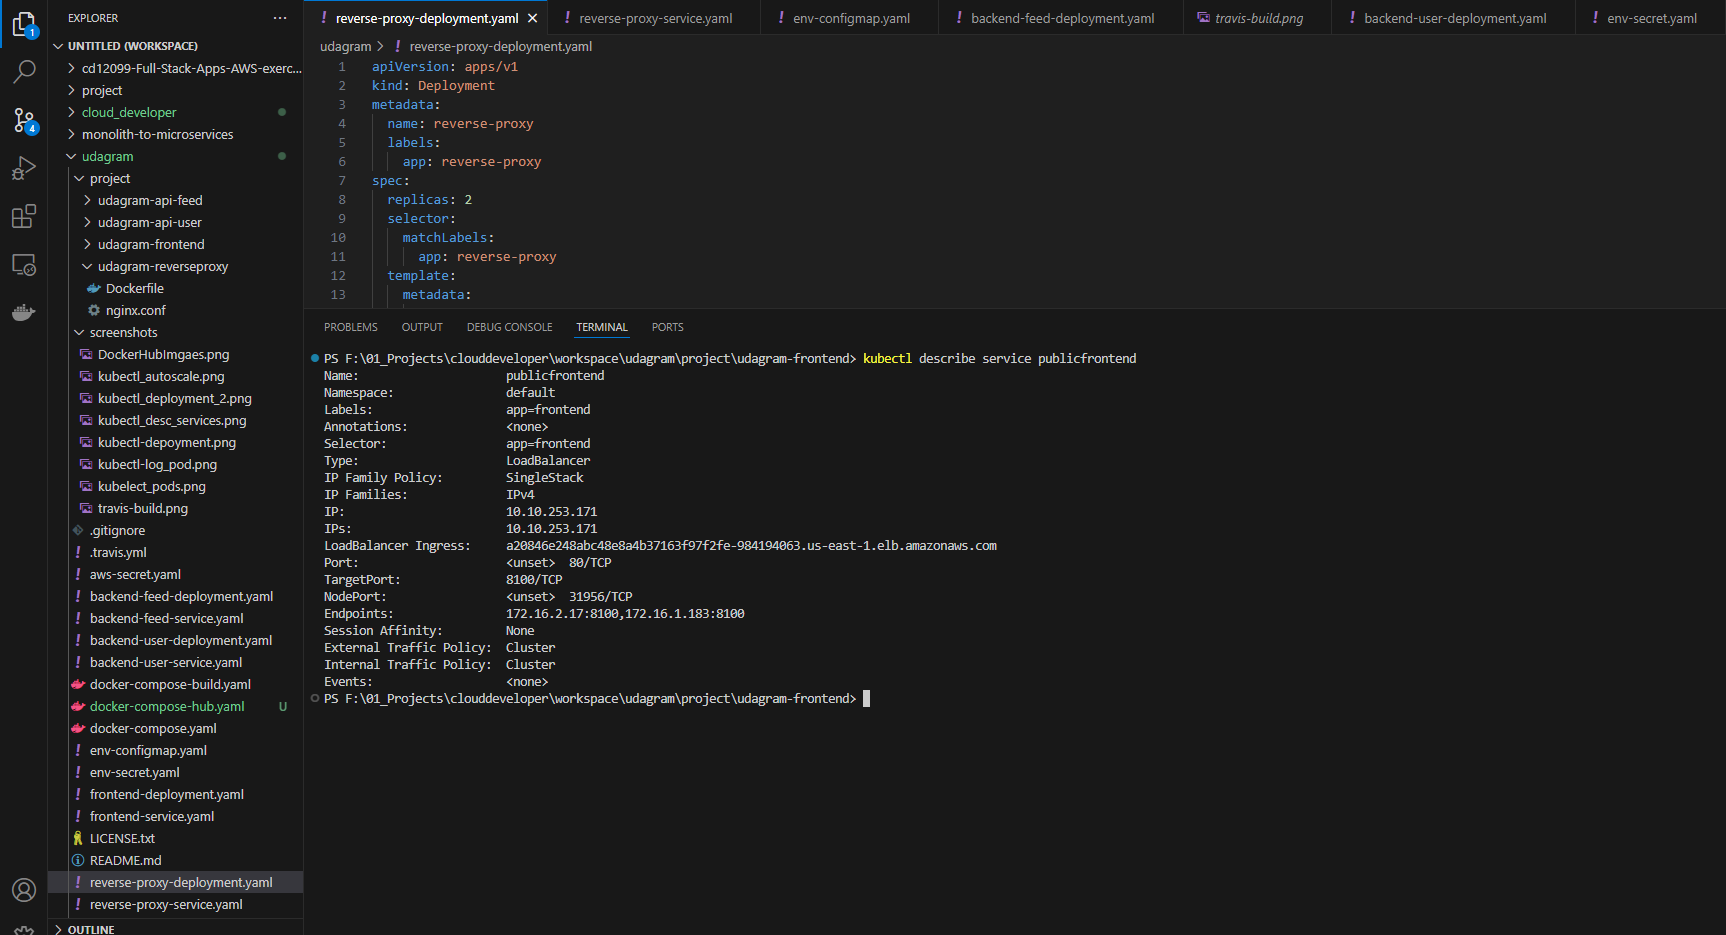 EXPLORER
UNTITLED (WORKSPACE)
cd12099-Full-Stack-Apps-AWS-exerc...
project
cloud_developer
monolith-to-microservices
udagram
project
udagram-api-feed
udagram-api-user
udagram-frontend
udagram-reverseproxy
Dockerfile
nginx.conf
screenshots
DockerHubImgaes.png
kubectl_autoscale.png
kubectl_deployment_2.png
kubectl_desc_services.png
kubectl-depoyment.png
kubectl-log_pod.png
kubelect_pods.png
travis-build.png
.gitignore
.travis.yml
aws-secret.yaml
backend-feed-deployment.yaml
backend-feed-service.yaml
backend-user-deployment.yaml
backend-user-service.yaml
docker-compose-build.yaml
docker-compose-hub.yaml U
docker-compose.yaml
env-configmap.yaml
env-secret.yaml
frontend-deployment.yaml
frontend-service.yaml
LICENSE.txt
README.md
reverse-proxy-deployment.yaml
reverse-proxy-service.yaml
OUTLINE
1
4
reverse-proxy-deployment.yaml reverse-proxy-service.yaml env-configmap.yaml backend-feed-deployment.yaml travis-build.png backend-user-deployment.yaml env-secret.yaml
udagram > ! reverse-proxy-deployment.yaml
1 apiVersion: apps/v1
2 kind: Deployment
3 metadata:
4 name: reverse-proxy
5 labels:
6 app: reverse-proxy
7 spec:
8 replicas: 2
9 selector:
10 matchLabels:
11 app: reverse-proxy
12 template:
13 metadata:
PROBLEMS OUTPUT DEBUG CONSOLE TERMINAL PORTS
PS F:\01_Projects\clouddeveloper\workspace\udagram\project\udagram-frontend> kubectl describe service publicfrontend
Name: publicfrontend
Namespace: default
Labels: app=frontend
Annotations: <none>
Selector: app=frontend
Type: LoadBalancer
IP Family Policy: SingleStack
IP Families: IPv4
IP: 10.10.253.171
IPs: 10.10.253.171
LoadBalancer Ingress: a20846e248abc48e8a4b37163f97f2fe-984194063.us-east-1.elb.amazonaws.com
Port: <unset> 80/TCP
TargetPort: 8100/TCP
NodePort: <unset> 31956/TCP
Endpoints: 172.16.2.17:8100,172.16.1.183:8100
Session Affinity: None
External Traffic Policy: Cluster
Internal Traffic Policy: Cluster
Events: <none>
PS F:\01_Projects\clouddeveloper\workspace\udagram\project\udagram-frontend>